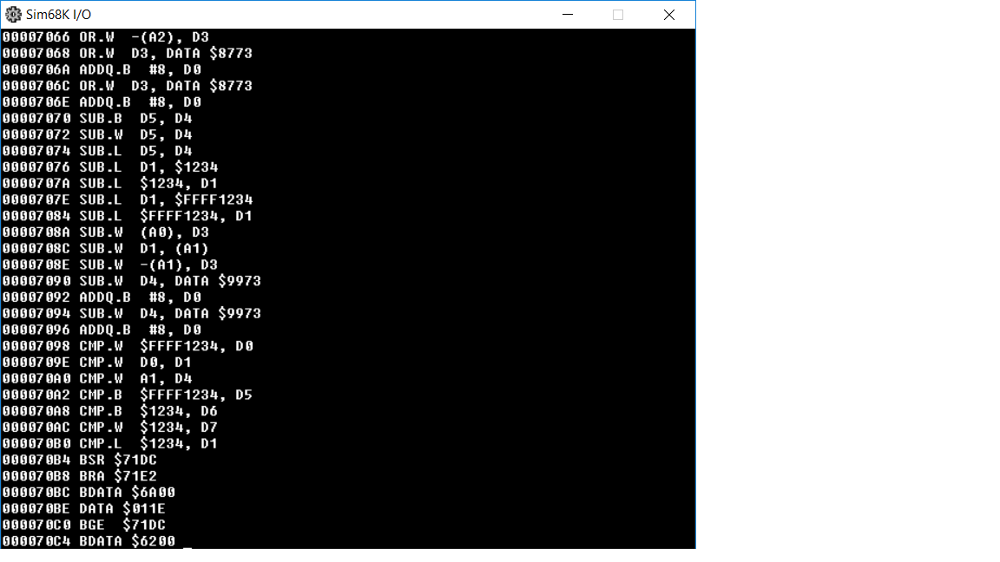 Sim68K I/O
00007066 OR.W  -(A2), D3
00007068 OR.W  D3, DATA $8773
0000706A ADDQ.B  #8, D0
0000706C OR.W  D3, DATA $8773
0000706E ADDQ.B  #8, D0
00007070 SUB.B  D5, D4
00007072 SUB.W  D5, D4
00007074 SUB.L  D5, D4
00007076 SUB.L  D1, $1234
0000707A SUB.L  $1234, D1
0000707E SUB.L  D1, $FFFF1234
00007084 SUB.L  $FFFF1234, D1
0000708A SUB.W  (A0), D3
0000708C SUB.W  D1, (A1)
0000708E SUB.W  -(A1), D3
00007090 SUB.W  D4, DATA $9973
00007092 ADDQ.B  #8, D0
00007094 SUB.W  D4, DATA $9973
00007096 ADDQ.B  #8, D0
00007098 CMP.W  $FFFF1234, D0
0000709E CMP.W  D0, D1
000070A0 CMP.W  A1, D4
000070A2 CMP.B  $FFFF1234, D5
000070A8 CMP.B  $1234, D6
000070AC CMP.W  $1234, D7
000070B0 CMP.L  $1234, D1
000070B4 BSR $71DC
000070B8 BRA $71E2
000070BC BDATA $6A00
000070BE DATA $011E
000070C0 BGE  $71DC
000070C4 BDATA $6200 _